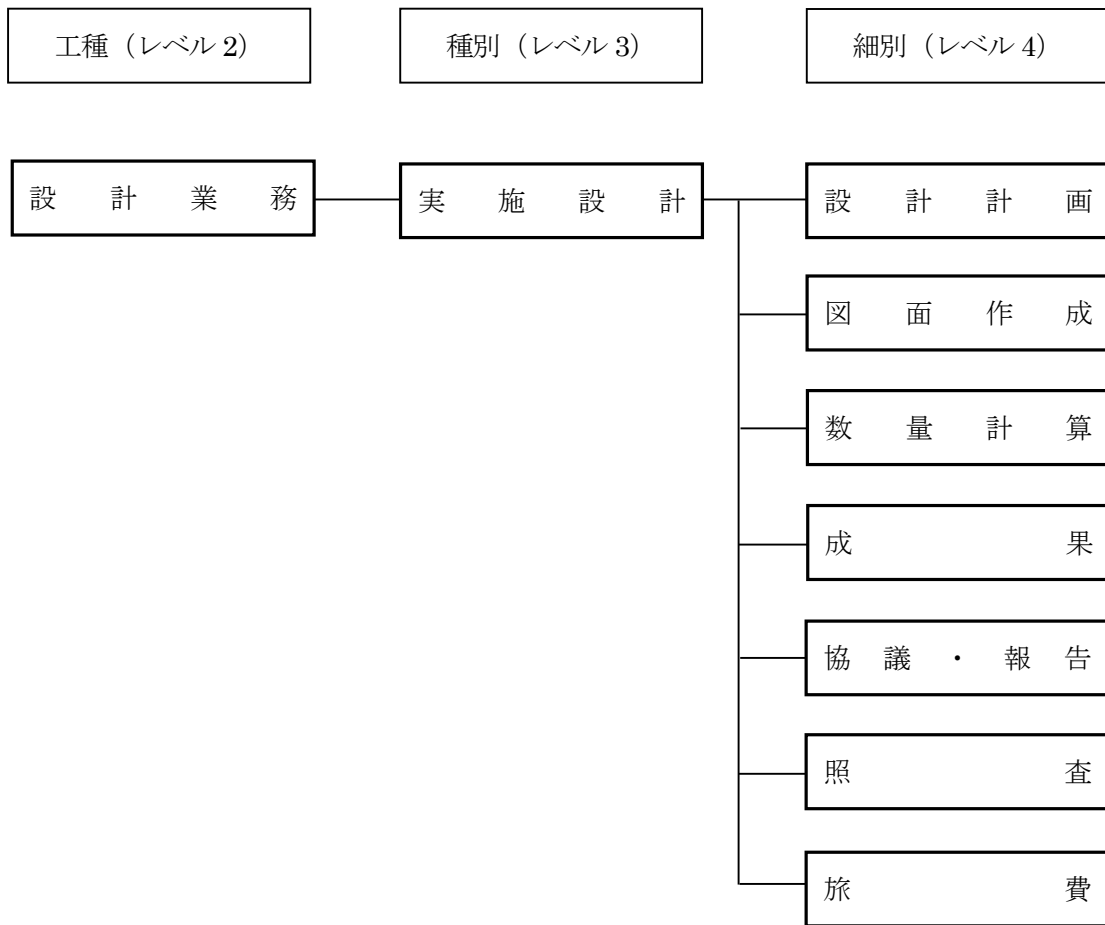 工種（レベル 2） 種別（レベル 3） 細別（レベル 4）
設計業務 実施設計 設計計画
図面作成
数量計算
成果
協議・報告
照査
旅費